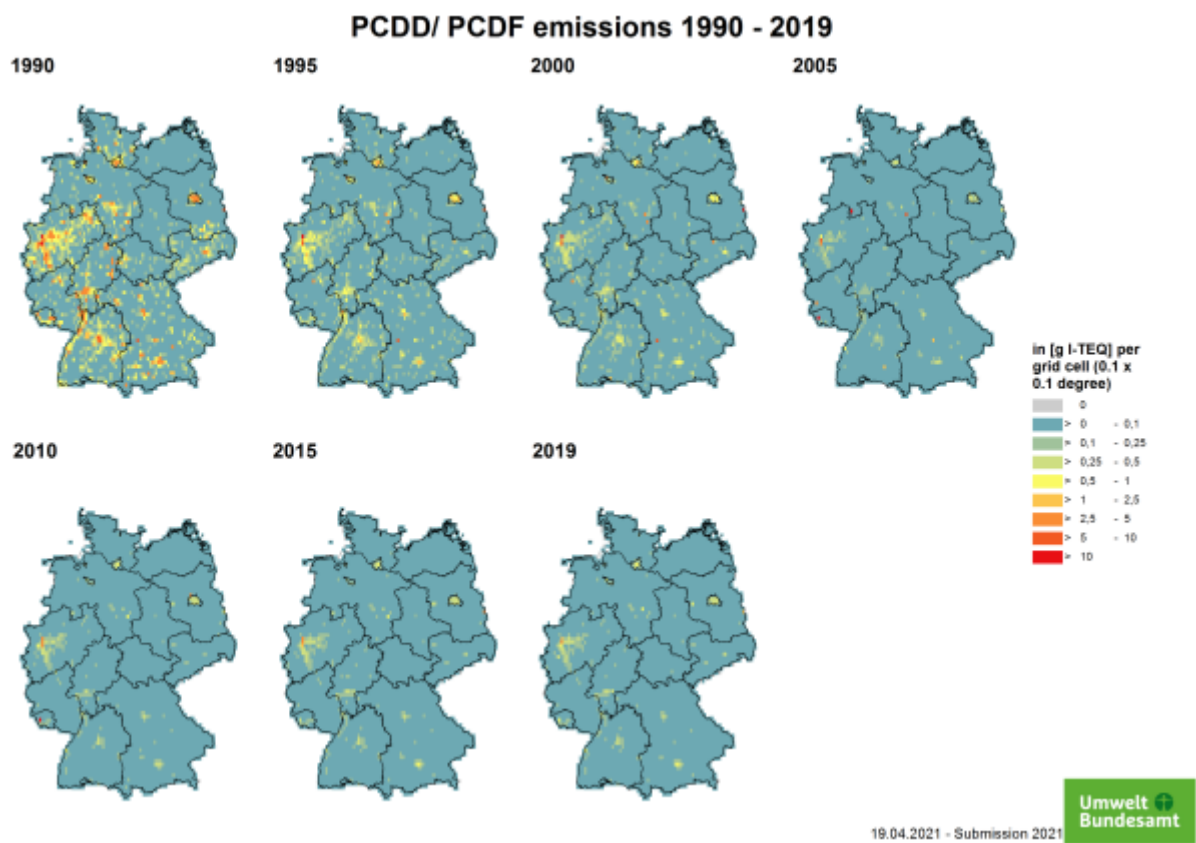 PCDD/ PCDF emissions 1990 - 2019
1990
1995
2000
2005
in [g I-TEQ] per
grid cell (0.1 x
0.1 degree)
0
> 0 - 0,1
> 0,1 - 0,25
> 0,25 - 0,5
> 0,5 - 1
> 1 - 2,5
> 2,5 - 5
> 5 - 10
> 10
2010
2015
2019
Umwelt
Bundesamt
19.04.2021 - Submission 2021